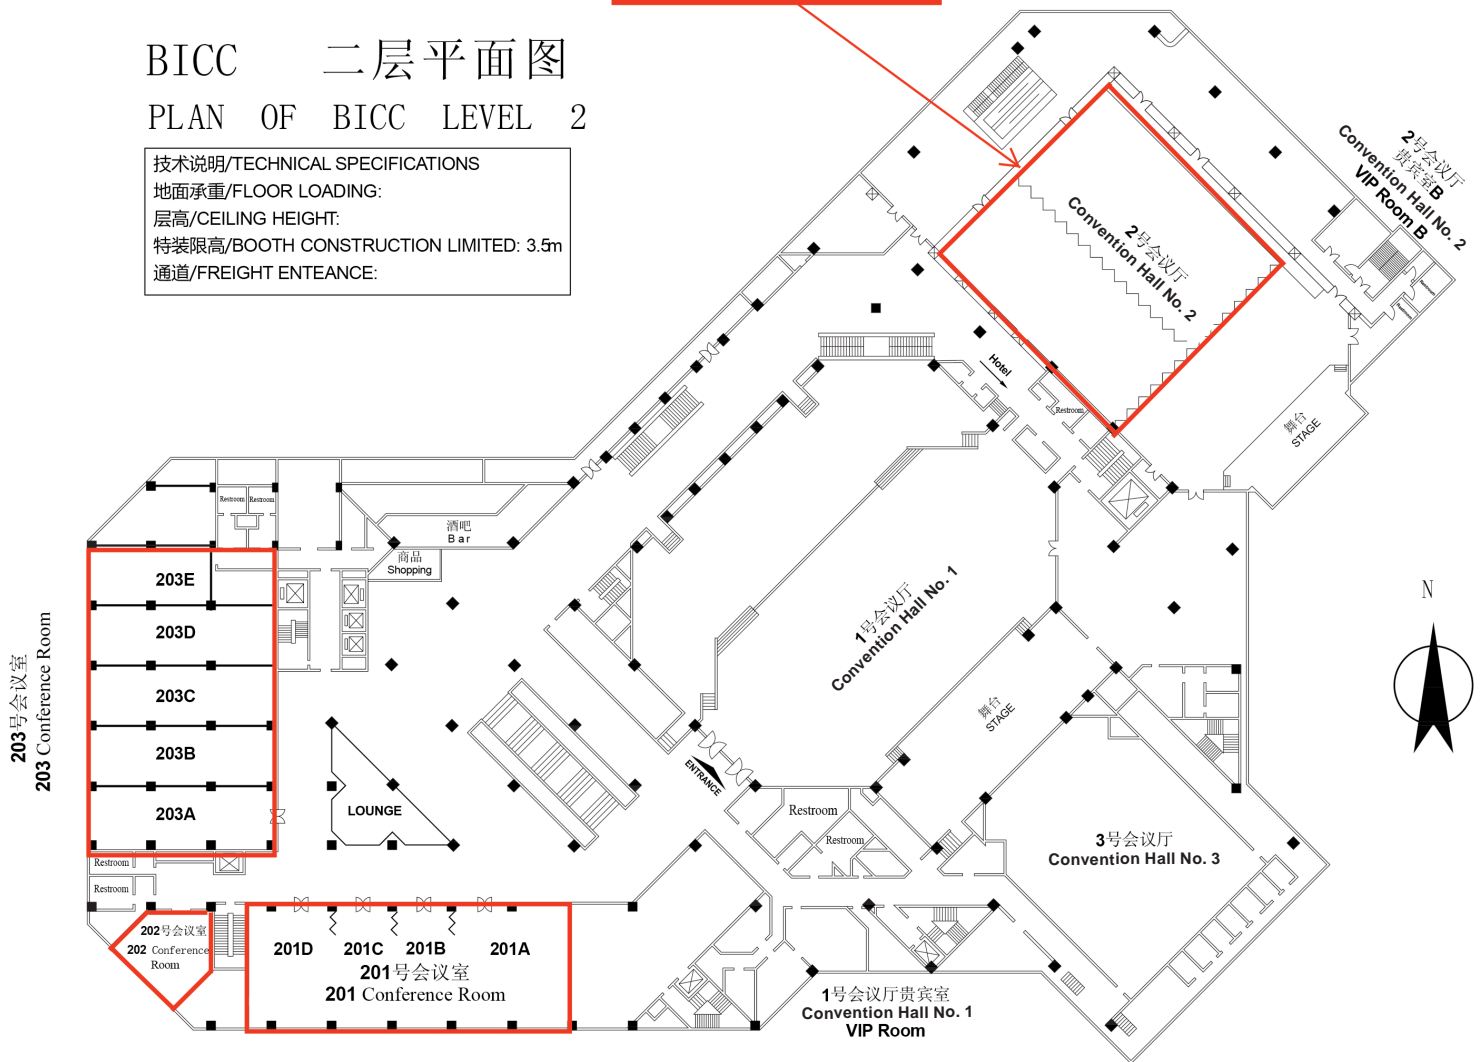 BICC 二层平面图
PLAN OF BICC LEVEL 2
技术说明/TECHNICAL SPECIFICATIONS
地面承重/FLOOR LOADING:
层高/CEILING HEIGHT:
特装限高/BOOTH CONSTRUCTION LIMITED: 3.5m
通道/FREIGHT ENTEANCE:
2号会议厅
贵宾室B
Convention Hall No. 2
VIP Room B
2号会议厅
Convention Hall No. 2
Restroom
Restroom
Hotel
Restroom
舞台
STAGE
Restroom
Restroom
酒吧
Bar
商品
Shopping
203E
203D
203C
203B
203A
203号会议室
203 Conference Room
1号会议厅
Convention Hall No. 1
舞台
STAGE
N
ENTRANCE
LOUNGE
Restroom
Restroom
3号会议厅
Convention Hall No. 3
Restroom
Restroom
202号会议室
202 Conference
Room
201D
201C
201B
201A
201号会议室
201 Conference Room
1号会议厅贵宾室
Convention Hall No. 1
VIP Room